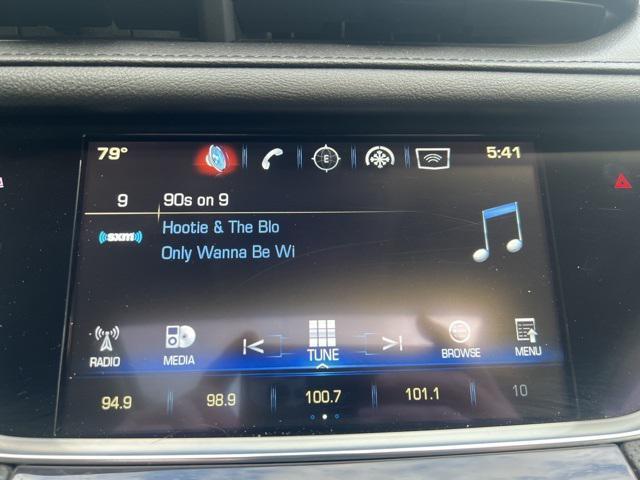 79° E 5:41
9 90s on 9
Hootie & The Blo
((sxm))
Only Wanna Be Wi
RADIO MEDIA TUNE BROWSE MENU
94.9 98.9 100.7 101.1 10